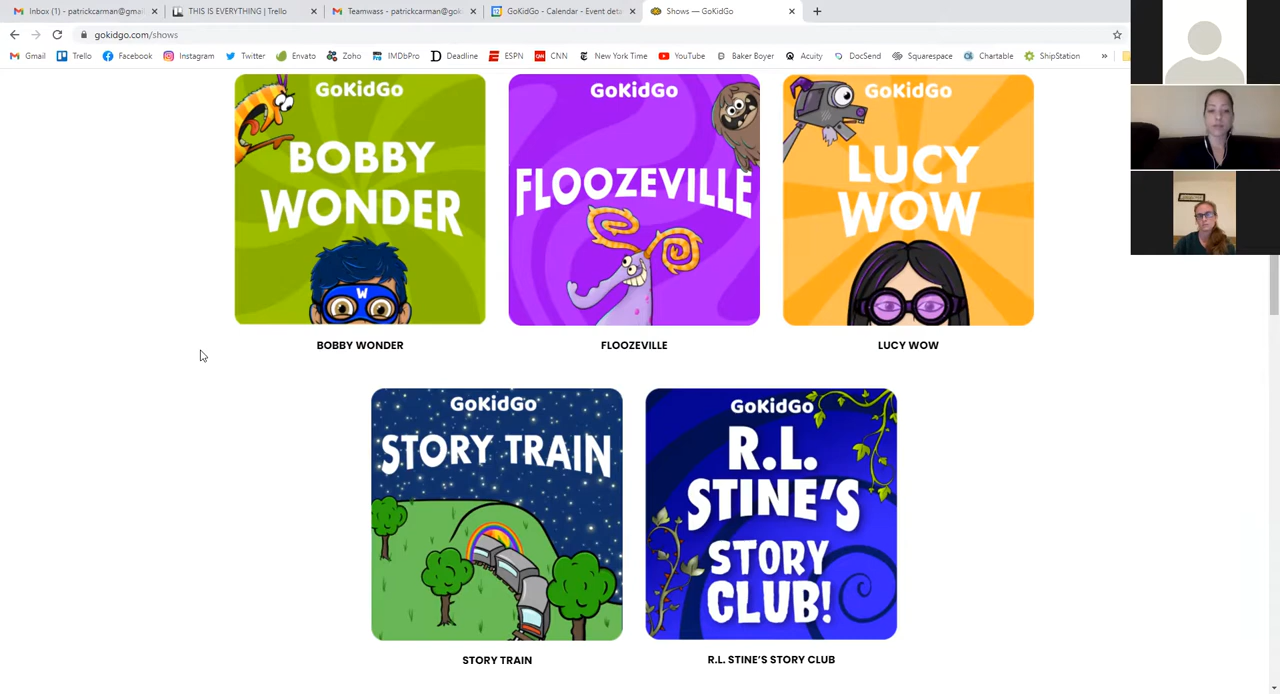 Inbox (1) - patrickcarman@gmai
THIS IS EVERYTHING | Trello
Teamwass - patrickcarman@gok
GoKidGo - Calendar - Event deta
Shows — GoKidGo
gokidgo.com/shows
Gmail
Trello
Facebook
Instagram
Twitter
Envato
Zoho
IMDbPro
Deadline
ESPN
CNN
New York Time
YouTube
Baker Boyer
Acuity
DocSend
Squarespace
Chartable
ShipStation
GoKidGo
BOBBY
WONDER
W
BOBBY WONDER
GoKidGo
FLOOZEVILLE
FLOOZEVILLE
GoKidGo
LUCY
WOW
LUCY WOW
GoKidGo
STORY TRAIN
STORY TRAIN
GoKidGo
R.L.
STINE'S
STORY
CLUB!
R.L. STINE'S STORY CLUB